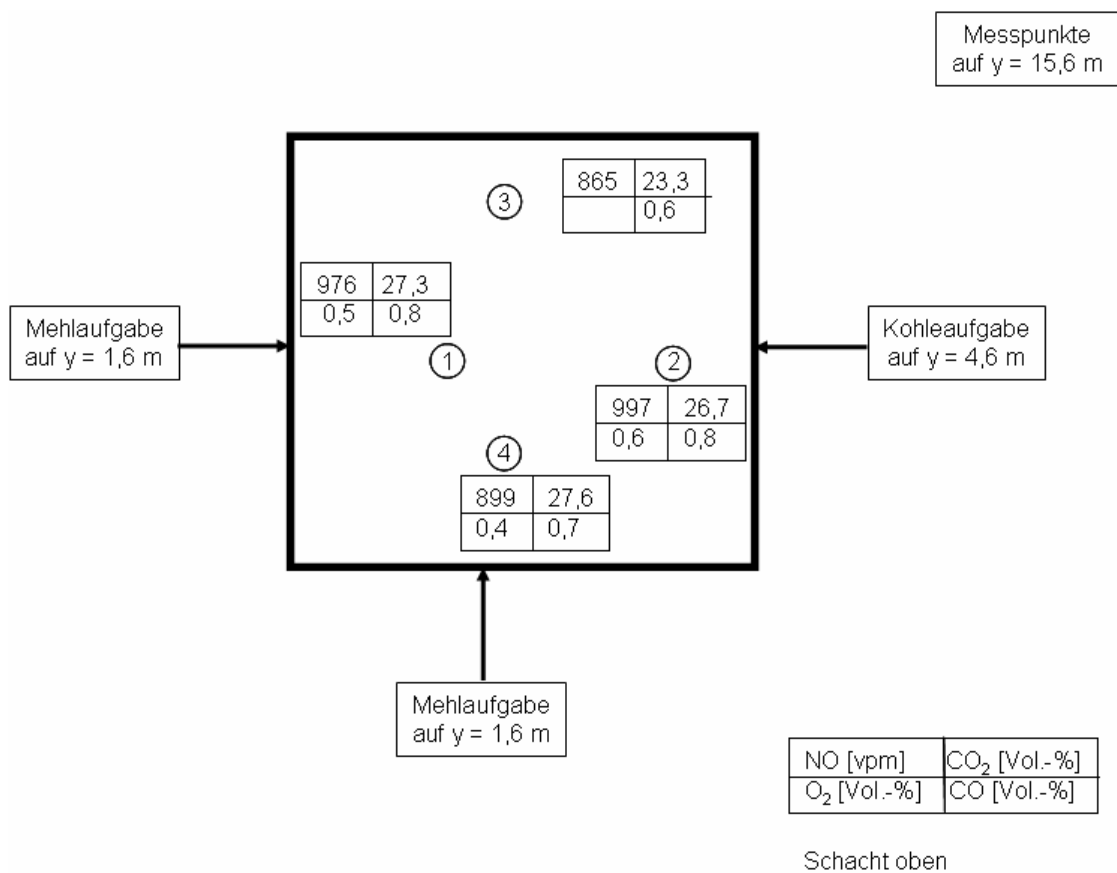 Messpunkte
auf y = 15,6 m
865 23,3
0,6
3
976 27,3
0,5 0,8
Mehlaufgabe
auf y = 1,6 m
Kohleaufgabe
auf y = 4,6 m
1
2
997 26,7
0,6 0,8
4
899 27,6
0,4 0,7
Mehlaufgabe
auf y = 1,6 m
NO [vpm] CO₂ [Vol.-%]
O₂ [Vol.-%] CO [Vol.-%]
Schacht oben